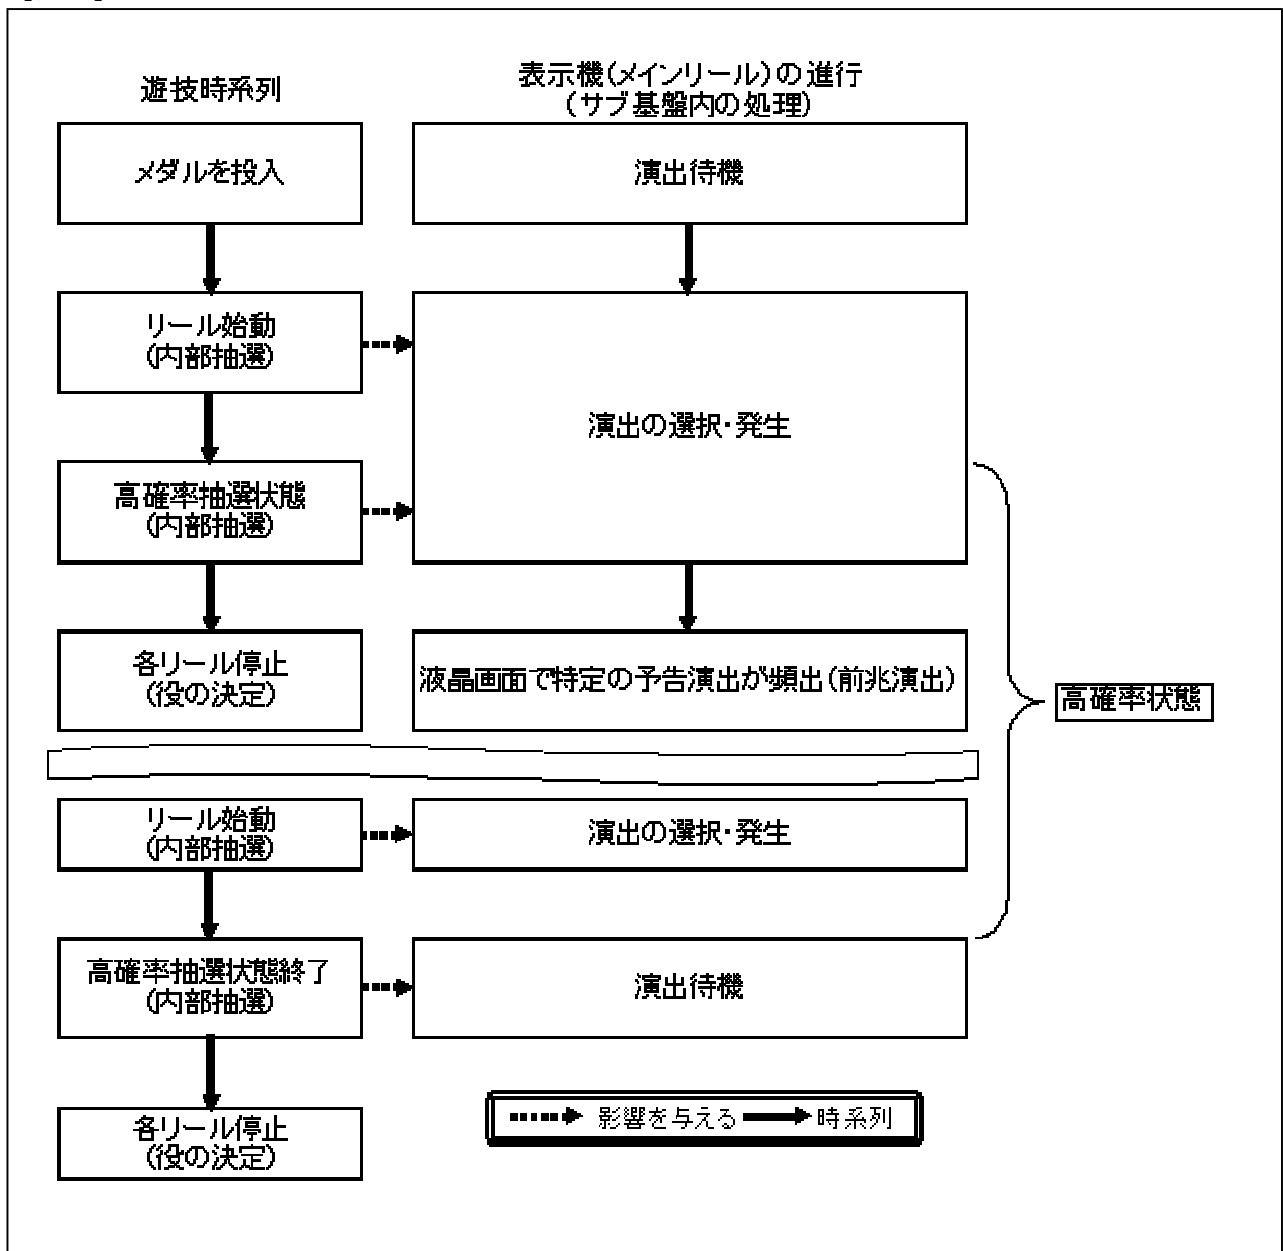 遊技時系列
表示機(メインリール)の進行
(サブ基盤内の処理)
メダルを投入
演出待機
リール始動
(内部抽選)
演出の選択・発生
高確率抽選状態
(内部抽選)
各リール停止
(役の決定)
液晶画面で特定の予告演出が頻出(前兆演出)
高確率状態
リール始動
(内部抽選)
演出の選択・発生
高確率抽選状態終了
(内部抽選)
演出待機
各リール停止
(役の決定)
影響を与える 時系列